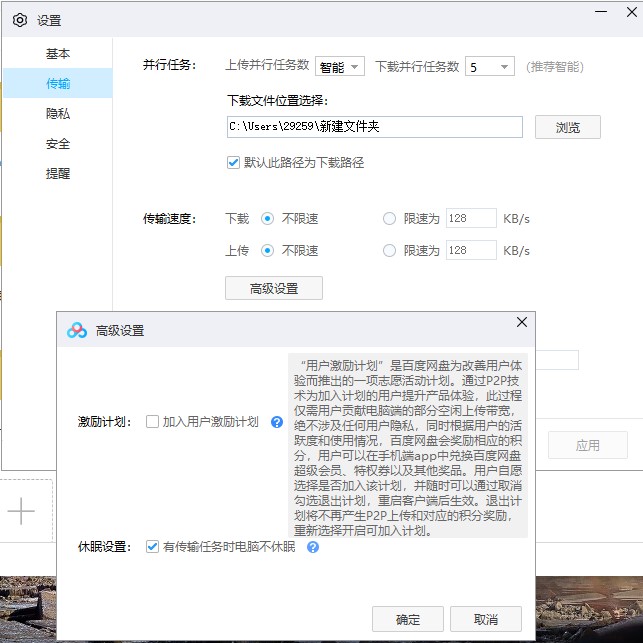 设置
基本
传输
隐私
安全
提醒
并行任务: 上传并行任务数 智能 下载并行任务数 5 (推荐智能)
下载文件位置选择:
C:\Users\29259\新建文件夹 浏览
默认此路径为下载路径
传输速度: 下载 不限速 限速为 128 KB/s
上传 不限速 限速为 128 KB/s
高级设置
应用
高级设置
激励计划: 加入用户激励计划
“用户激励计划”是百度网盘为改善用户体
验而推出的一项志愿活动计划。通过P2P技
术为加入计划的用户提升产品体验，此过程
仅需用户贡献电脑端的部分空闲上传带宽，
绝不涉及任何用户隐私，同时根据用户的活
跃度和使用情况，百度网盘会奖励相应的积
分，用户可以在手机端app中兑换百度网盘
超级会员、特权券以及其他奖品。用户自愿
选择是否加入该计划，并随时可以通过取消
勾选退出计划，重启客户端后生效。退出计
划将不再产生P2P上传和对应的积分奖励，
重新选择开启可加入计划。
休眠设置: 有传输任务时电脑不休眠
确定 取消